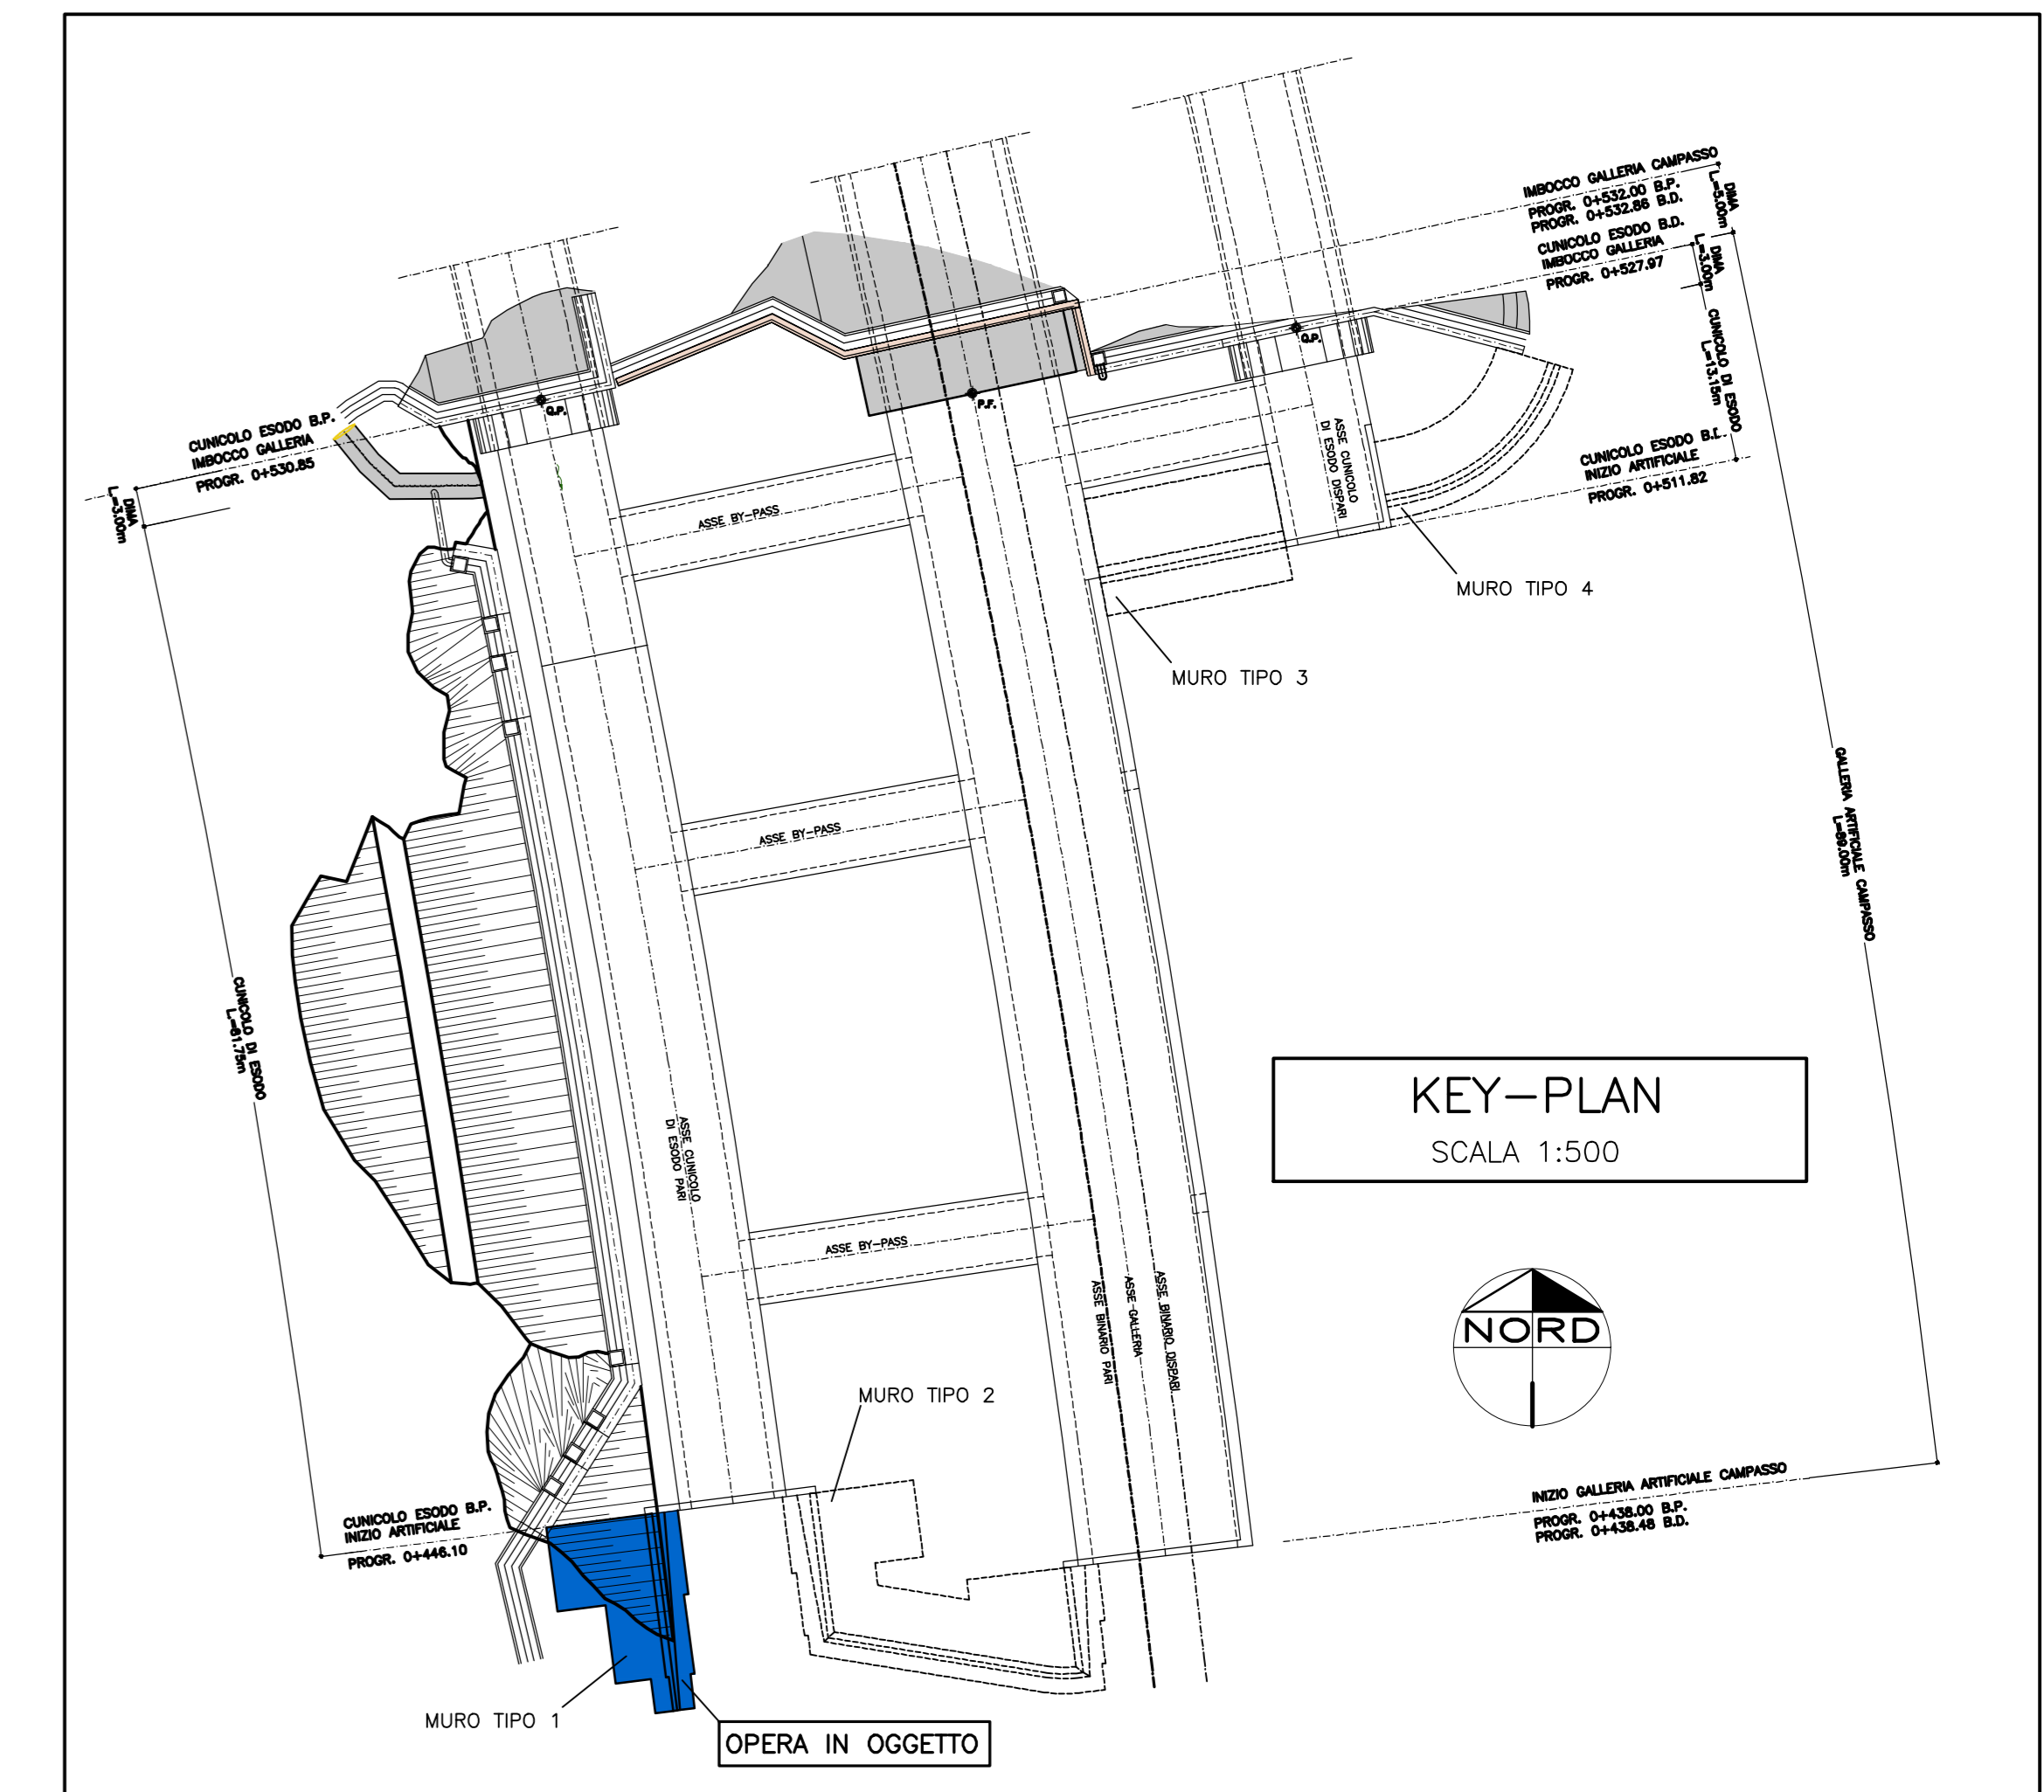 IMBOCCO GALLERIA CAMPASSO
PROGR. 0+532.00 B.P.
PROGR. 0+532.86 B.D.
DIMA
L=5.00m
CUNICOLO ESODO B.D.
IMBOCCO GALLERIA
PROGR. 0+527.97
DIMA
L=3.00m
CUNICOLO DI ESODO
L=13.15m
Q.P.
P.F.
Q.P.
CUNICOLO ESODO B.P.
IMBOCCO GALLERIA
PROGR. 0+530.85
DIMA
L=3.00m
ASSE CUNICOLO
DI ESODO DISPARI
CUNICOLO ESODO B.D.
INIZIO ARTIFICIALE
PROGR. 0+511.82
ASSE BY-PASS
MURO TIPO 4
MURO TIPO 3
ASSE BY-PASS
GALLERIA ARTIFICIALE CAMPASSO
L=89.00m
CUNICOLO DI ESODO
L=81.75m
KEY-PLAN
SCALA 1:500
ASSE CUNICOLO
DI ESODO PARI
ASSE BY-PASS
ASSE BINARIO PARI
ASSE GALLERIA
ASSE BINARIO DISPARI
NORD
MURO TIPO 2
CUNICOLO ESODO B.P.
INIZIO ARTIFICIALE
PROGR. 0+446.10
INIZIO GALLERIA ARTIFICIALE CAMPASSO
PROGR. 0+438.00 B.P.
PROGR. 0+438.48 B.D.
MURO TIPO 1
OPERA IN OGGETTO